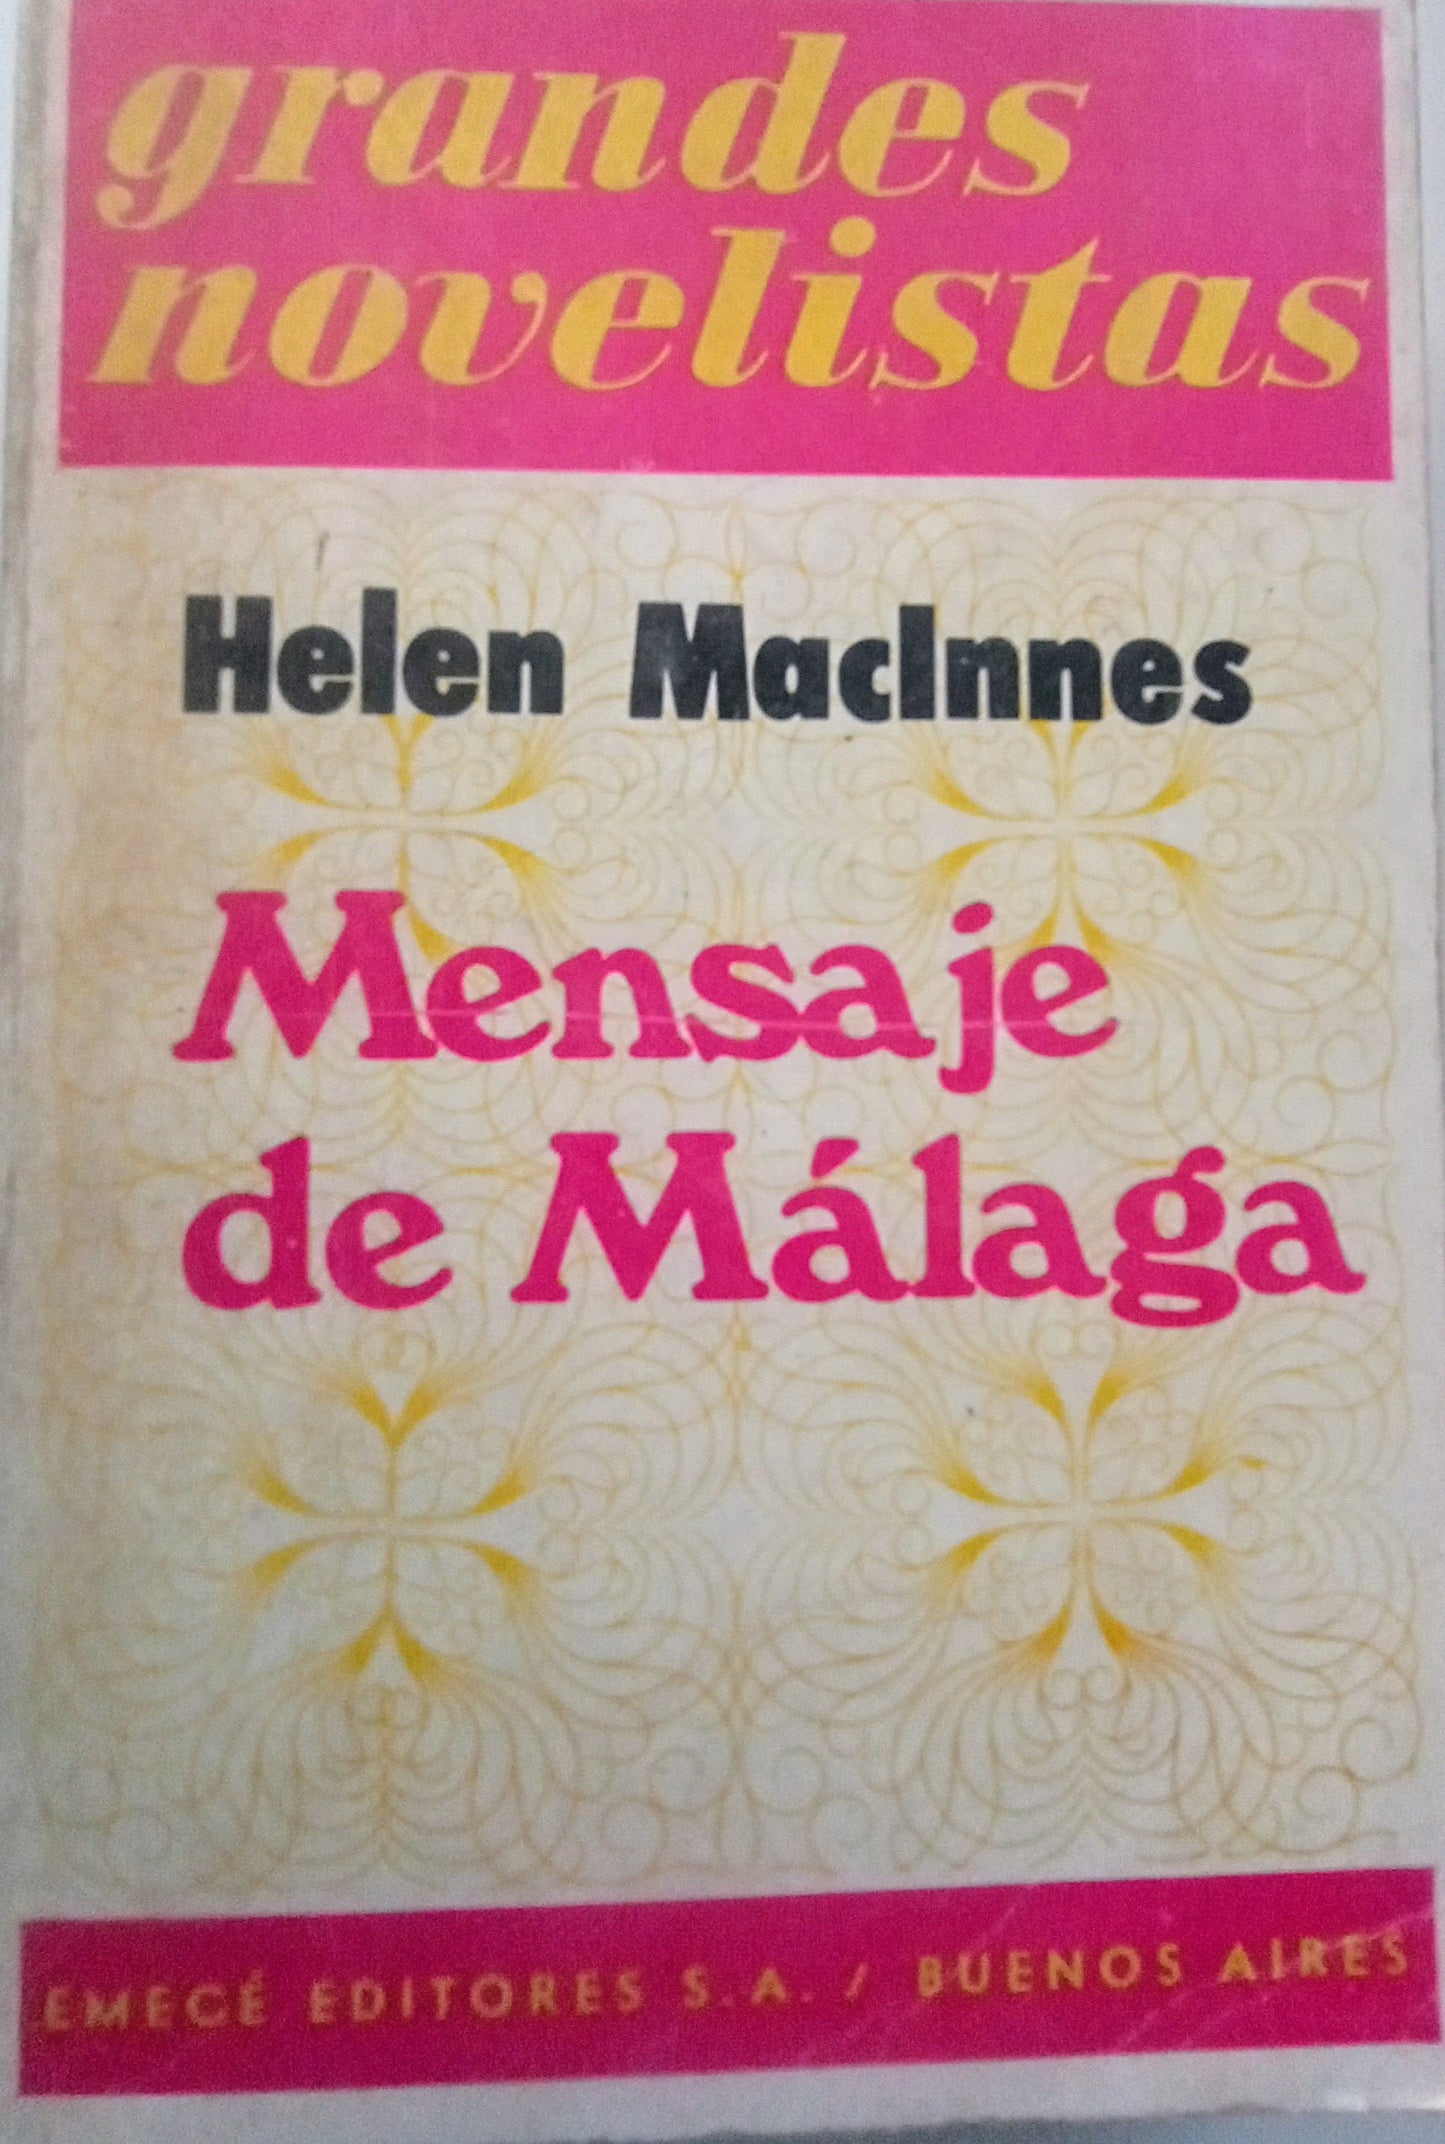 grandes
novelistas
Helen MacInnes
Mensaje
de Málaga
EMECÉ EDITORES S.A. / BUENOS AIRES